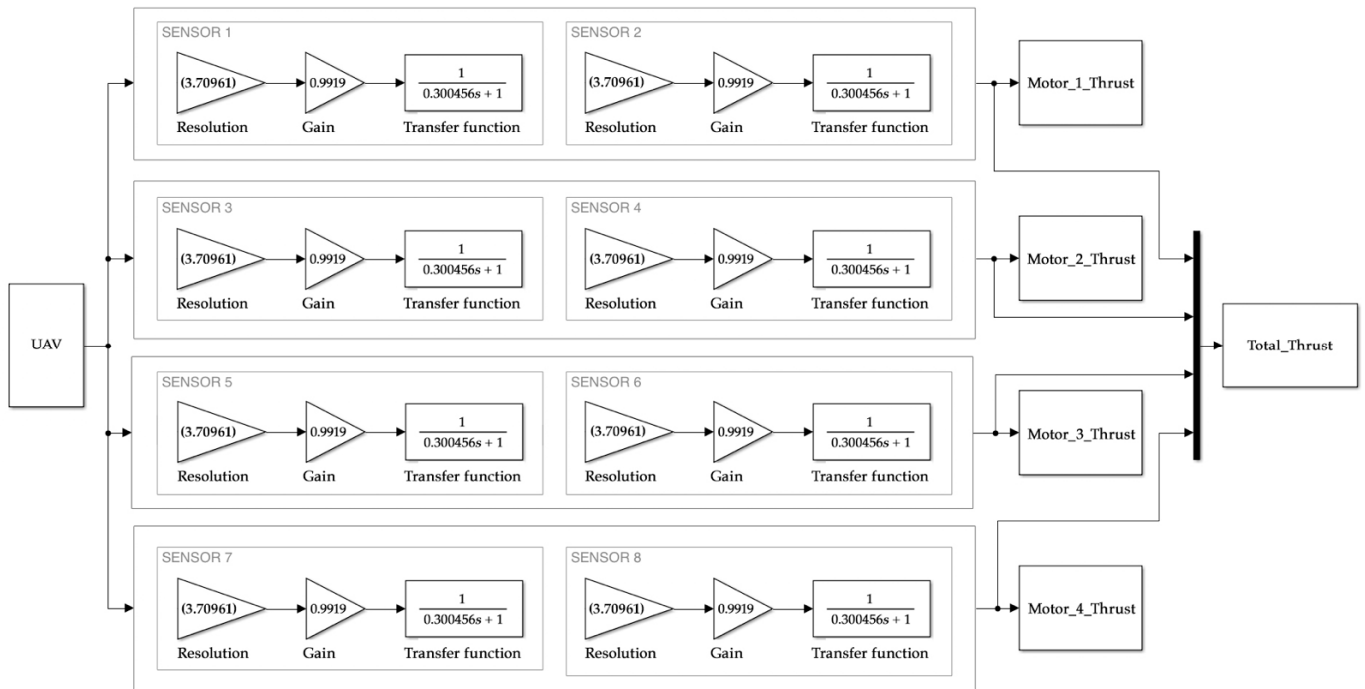 SENSOR 1
(3.70961)
0.9919
1
0.300456s + 1
Resolution
Gain
Transfer function
SENSOR 2
(3.70961)
0.9919
1
0.300456s + 1
Resolution
Gain
Transfer function
Motor_1_Thrust
SENSOR 3
(3.70961)
0.9919
1
0.300456s + 1
Resolution
Gain
Transfer function
SENSOR 4
(3.70961)
0.9919
1
0.300456s + 1
Resolution
Gain
Transfer function
Motor_2_Thrust
UAV
Total_Thrust
SENSOR 5
(3.70961)
0.9919
1
0.300456s + 1
Resolution
Gain
Transfer function
SENSOR 6
(3.70961)
0.9919
1
0.300456s + 1
Resolution
Gain
Transfer function
Motor_3_Thrust
SENSOR 7
(3.70961)
0.9919
1
0.300456s + 1
Resolution
Gain
Transfer function
SENSOR 8
(3.70961)
0.9919
1
0.300456s + 1
Resolution
Gain
Transfer function
Motor_4_Thrust